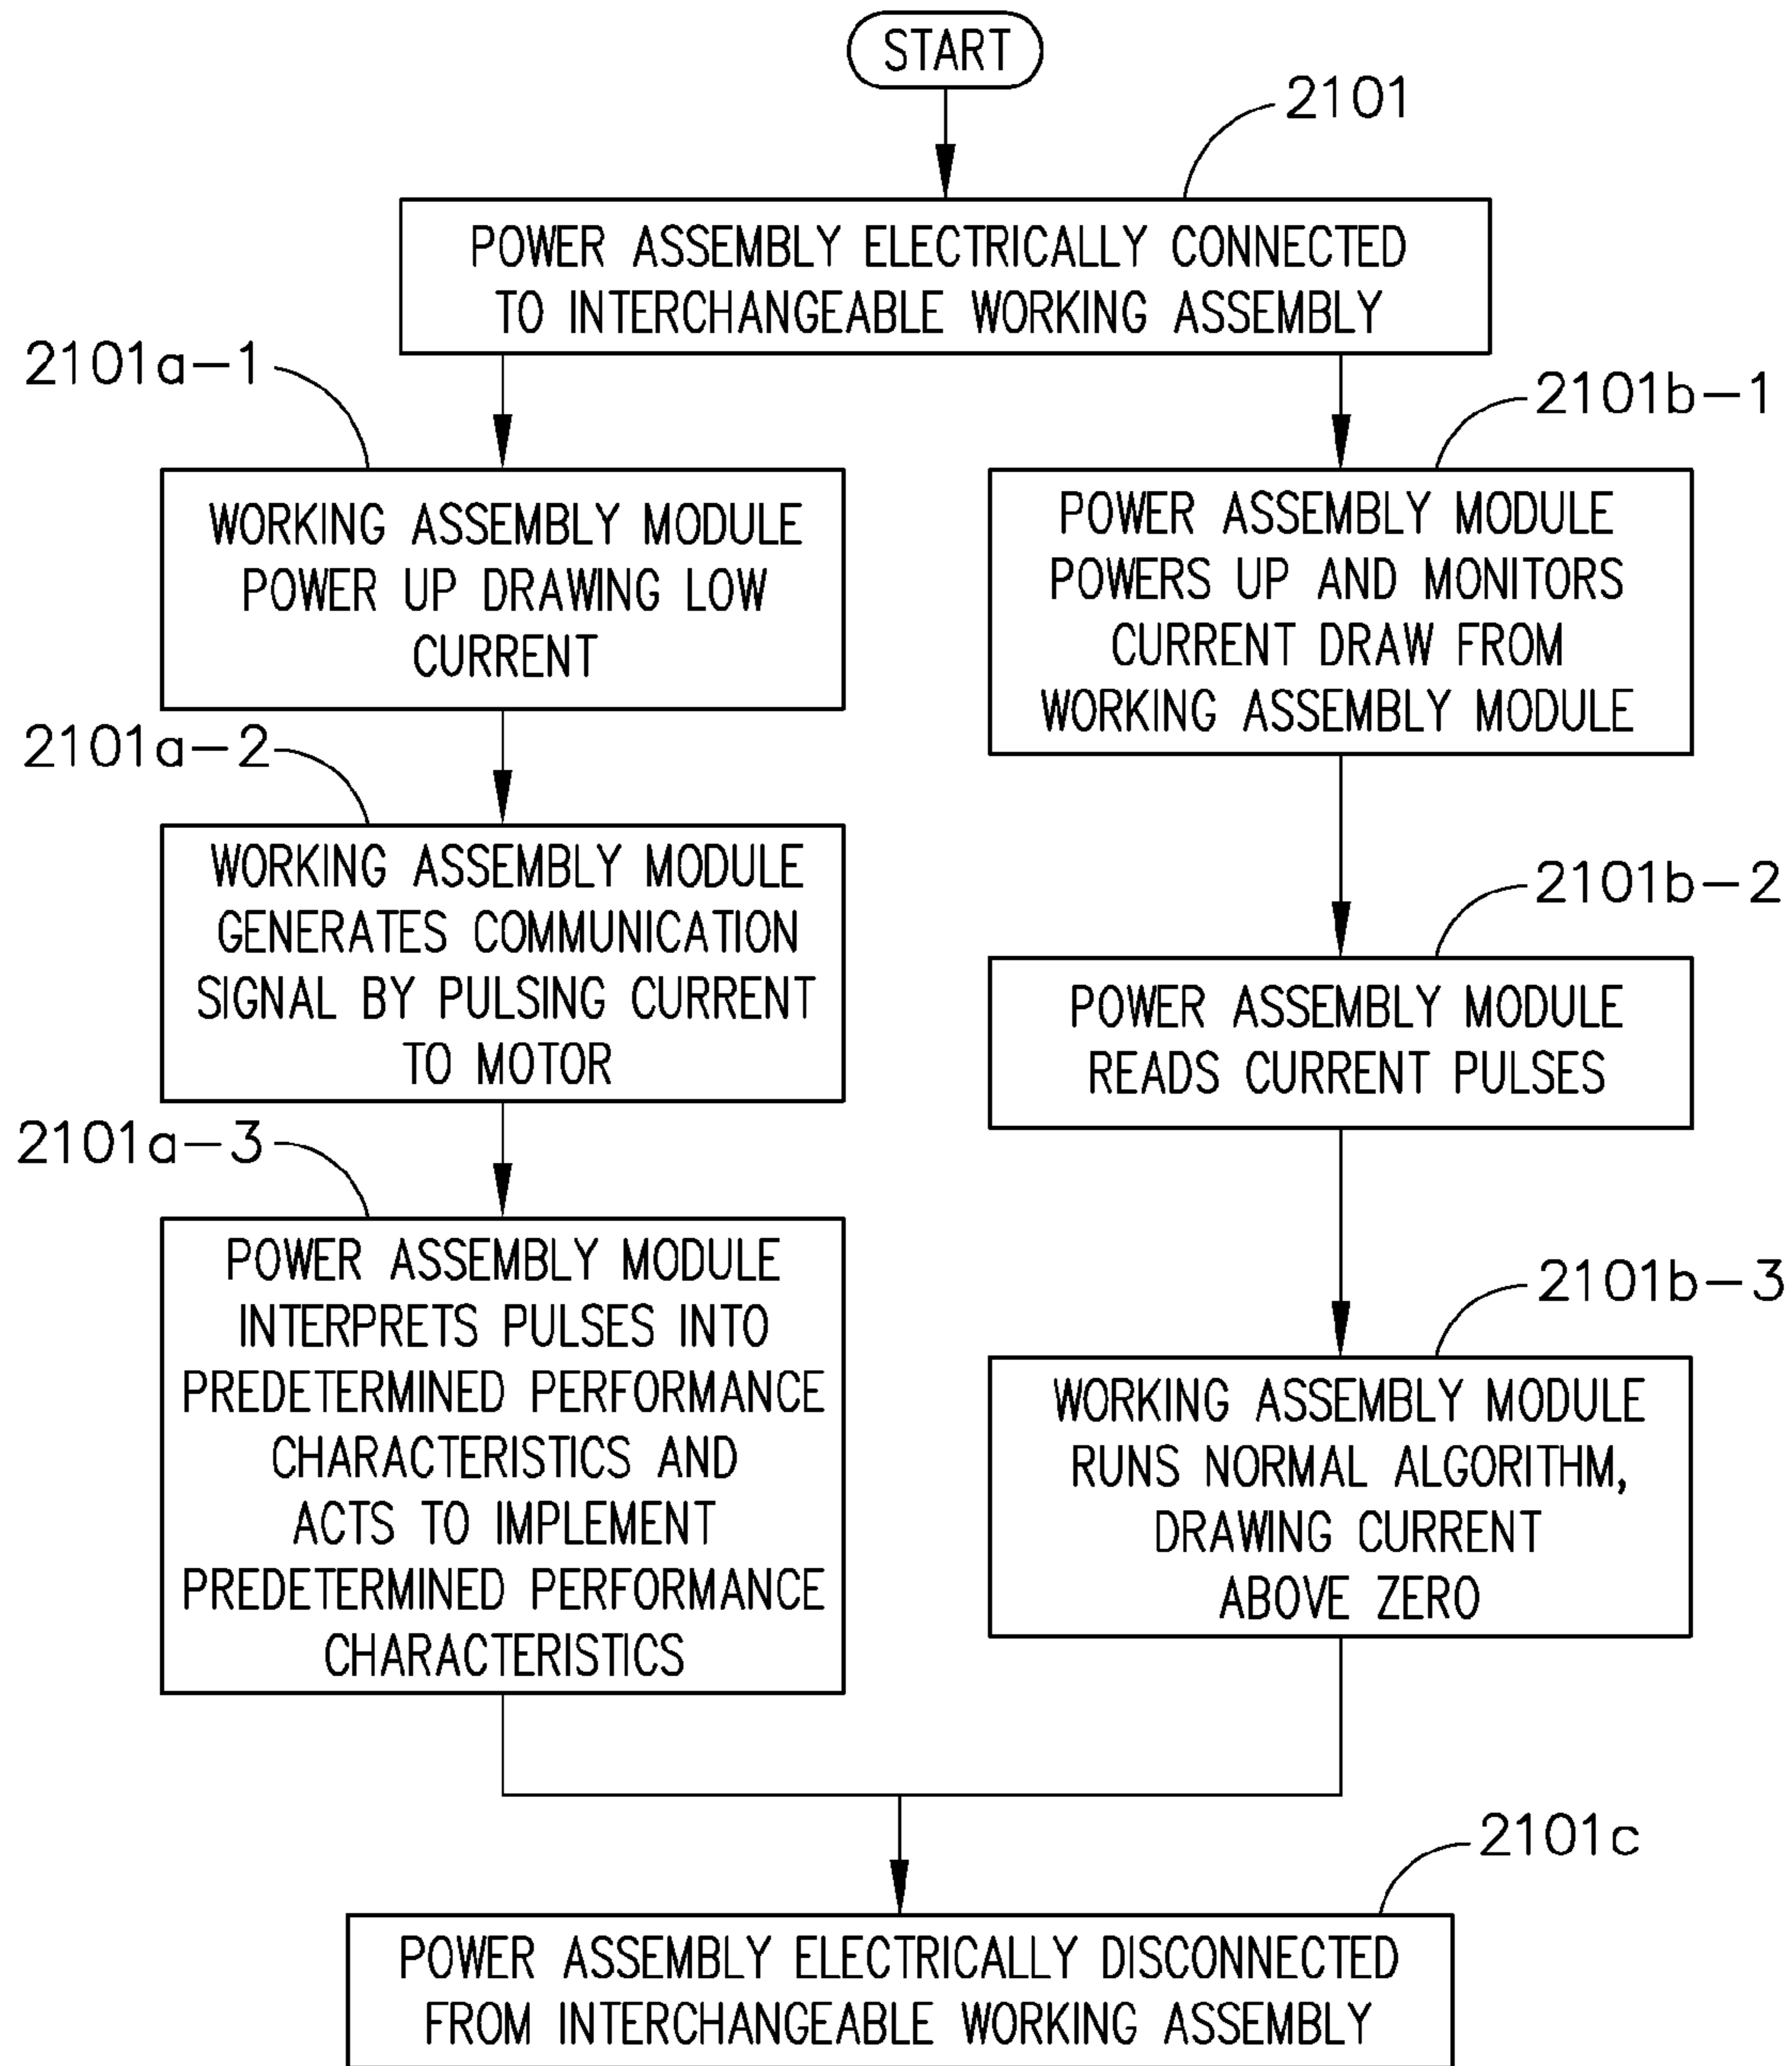 START
2101
POWER ASSEMBLY ELECTRICALLY CONNECTED
TO INTERCHANGEABLE WORKING ASSEMBLY
2101a-1
WORKING ASSEMBLY MODULE
POWER UP DRAWING LOW
CURRENT
2101a-2
WORKING ASSEMBLY MODULE
GENERATES COMMUNICATION
SIGNAL BY PULSING CURRENT
TO MOTOR
2101a-3
POWER ASSEMBLY MODULE
INTERPRETS PULSES INTO
PREDETERMINED PERFORMANCE
CHARACTERISTICS AND
ACTS TO IMPLEMENT
PREDETERMINED PERFORMANCE
CHARACTERISTICS
2101b-1
POWER ASSEMBLY MODULE
POWERS UP AND MONITORS
CURRENT DRAW FROM
WORKING ASSEMBLY MODULE
2101b-2
POWER ASSEMBLY MODULE
READS CURRENT PULSES
2101b-3
WORKING ASSEMBLY MODULE
RUNS NORMAL ALGORITHM,
DRAWING CURRENT
ABOVE ZERO
2101c
POWER ASSEMBLY ELECTRICALLY DISCONNECTED
FROM INTERCHANGEABLE WORKING ASSEMBLY